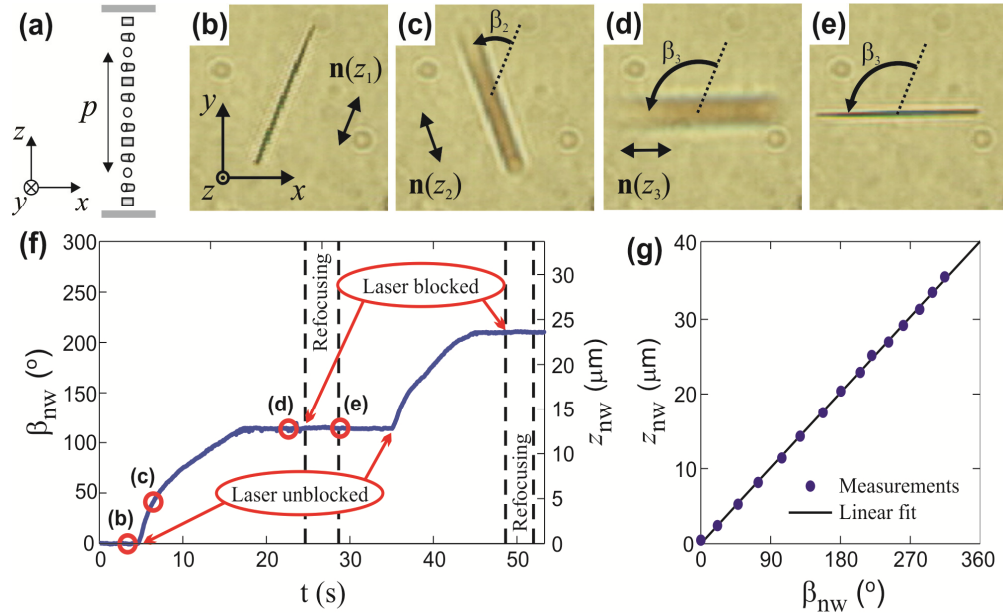 (a)
p
z
y
x
(b)
n(z1)
y
z
x
(c)
β2
n(z2)
(d)
β3
n(z3)
(e)
β3
(f)
300
250
200
150
100
50
0
βnw (°)
0
10
20
30
40
50
t (s)
30
25
20
15
10
5
0
znw (µm)
Refocusing
Laser blocked
(d)
(e)
(c)
(b)
Laser unblocked
Refocusing
(g)
40
30
20
10
0
znw (µm)
0
90
180
270
360
βnw (°)
Measurements
Linear fit